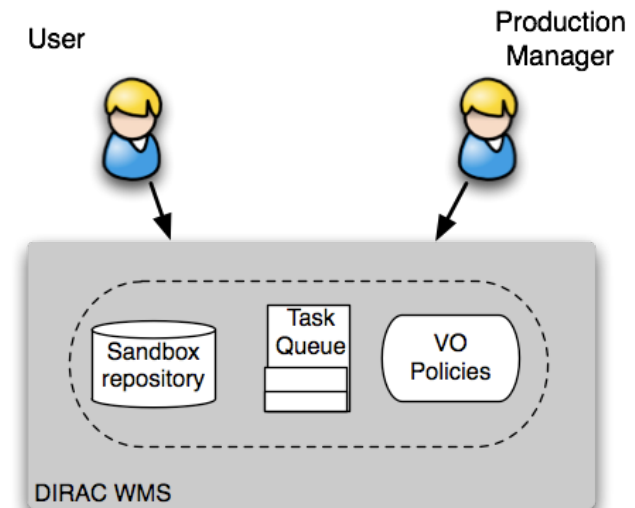 User
Production
Manager
Sandbox
repository
Task
Queue
VO
Policies
DIRAC WMS